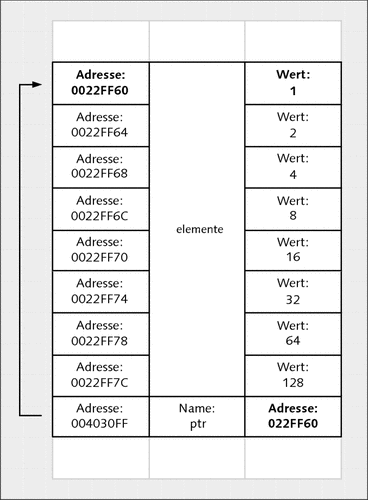 Adresse:
0022FF60
Wert:
1
Adresse:
0022FF64
Wert:
2
Adresse:
0022FF68
Wert:
4
Adresse:
0022FF6C
Wert:
8
elemente
Adresse:
0022FF70
Wert:
16
Adresse:
0022FF74
Wert:
32
Adresse:
0022FF78
Wert:
64
Adresse:
0022FF7C
Wert:
128
Adresse:
004030FF
Name:
ptr
Adresse:
022FF60